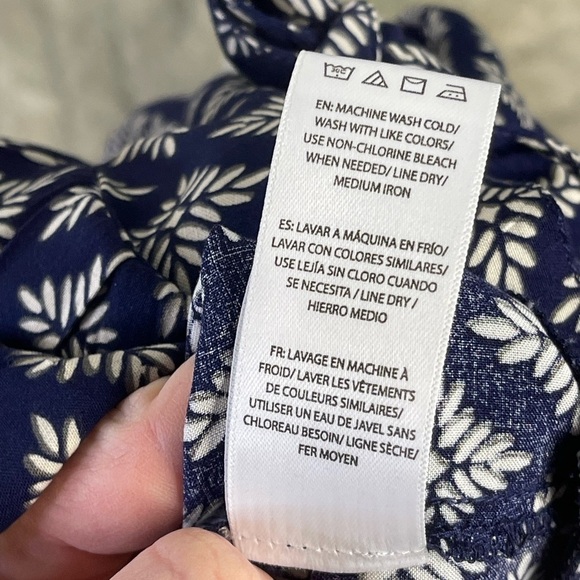 30C
EN: MACHINE WASH COLD/
WASH WITH LIKE COLORS/
USE NON-CHLORINE BLEACH
WHEN NEEDED/ LINE DRY/
MEDIUM IRON
ES: LAVAR A MÁQUINA EN FRÍO/
LAVAR CON COLORES SIMILARES/
USE LEJÍA SIN CLORO CUANDO
SE NECESITA / LINE DRY /
HIERRO MEDIO
FR: LAVAGE EN MACHINE À
FROID/ LAVER LES VÊTEMENTS
DE COULEURS SIMILAIRES/
UTILISER UN EAU DE JAVEL SANS
CHLOREAU BESOIN/ LIGNE SÈCHE/
FER MOYEN